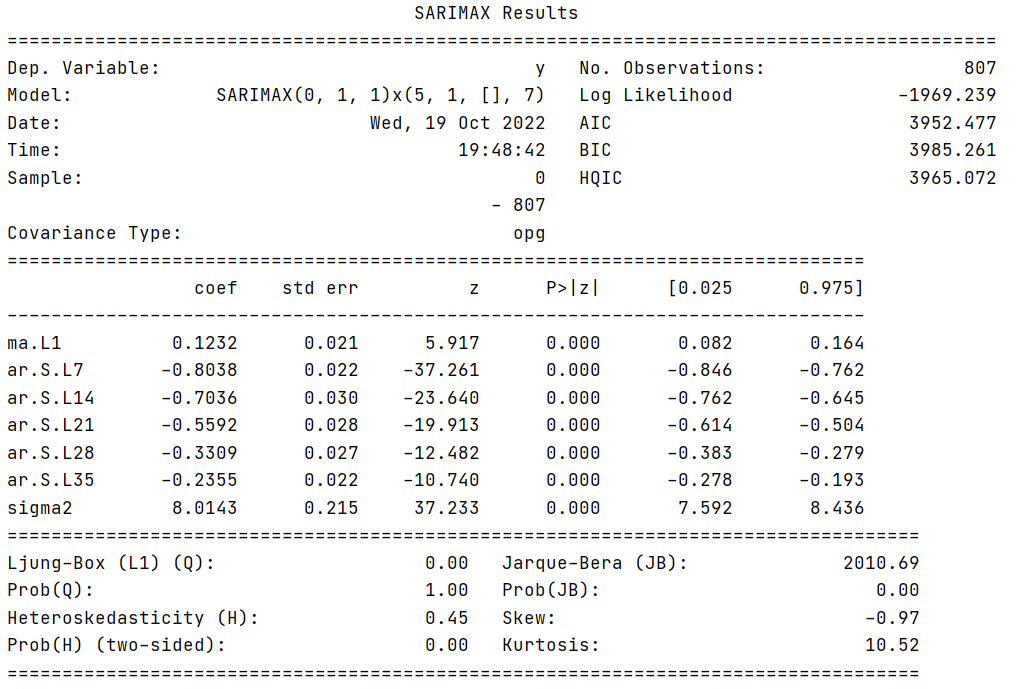 SARIMAX Results
==========================================================================================
Dep. Variable:                                  y   No. Observations:                  807
Model:             SARIMAX(0, 1, 1)x(5, 1, [], 7)   Log Likelihood               -1969.239
Date:                            Wed, 19 Oct 2022   AIC                           3952.477
Time:                                    19:48:42   BIC                           3985.261
Sample:                                         0   HQIC                          3965.072
                                            - 807
Covariance Type:                              opg
==============================================================================
                 coef    std err          z      P>|z|      [0.025      0.975]
------------------------------------------------------------------------------
ma.L1          0.1232      0.021      5.917      0.000       0.082       0.164
ar.S.L7       -0.8038      0.022    -37.261      0.000      -0.846      -0.762
ar.S.L14      -0.7036      0.030    -23.640      0.000      -0.762      -0.645
ar.S.L21      -0.5592      0.028    -19.913      0.000      -0.614      -0.504
ar.S.L28      -0.3309      0.027    -12.482      0.000      -0.383      -0.279
ar.S.L35      -0.2355      0.022    -10.740      0.000      -0.278      -0.193
sigma2         8.0143      0.215     37.233      0.000       7.592       8.436
===================================================================================
Ljung-Box (L1) (Q):                   0.00   Jarque-Bera (JB):              2010.69
Prob(Q):                              1.00   Prob(JB):                         0.00
Heteroskedasticity (H):               0.45   Skew:                            -0.97
Prob(H) (two-sided):                  0.00   Kurtosis:                        10.52
===================================================================================